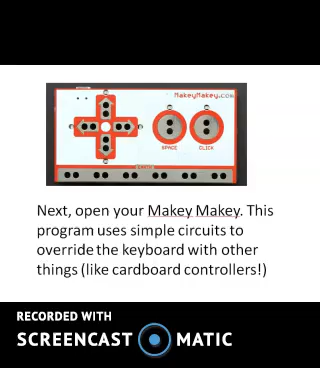 MaKeyMaKey.com
SPACE CLICK
Next, open your Makey Makey. This
program uses simple circuits to
override the keyboard with other
things (like cardboard controllers!)
RECORDED WITH
SCREENCAST MATIC